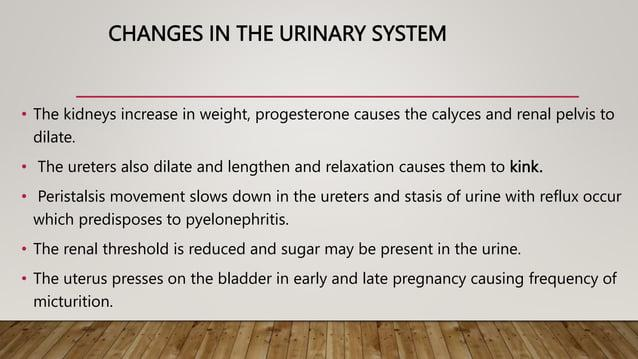 CHANGES IN THE URINARY SYSTEM
• The kidneys increase in weight, progesterone causes the calyces and renal pelvis to
dilate.
• The ureters also dilate and lengthen and relaxation causes them to kink.
• Peristalsis movement slows down in the ureters and stasis of urine with reflux occur
which predisposes to pyelonephritis.
• The renal threshold is reduced and sugar may be present in the urine.
• The uterus presses on the bladder in early and late pregnancy causing frequency of
micturition.